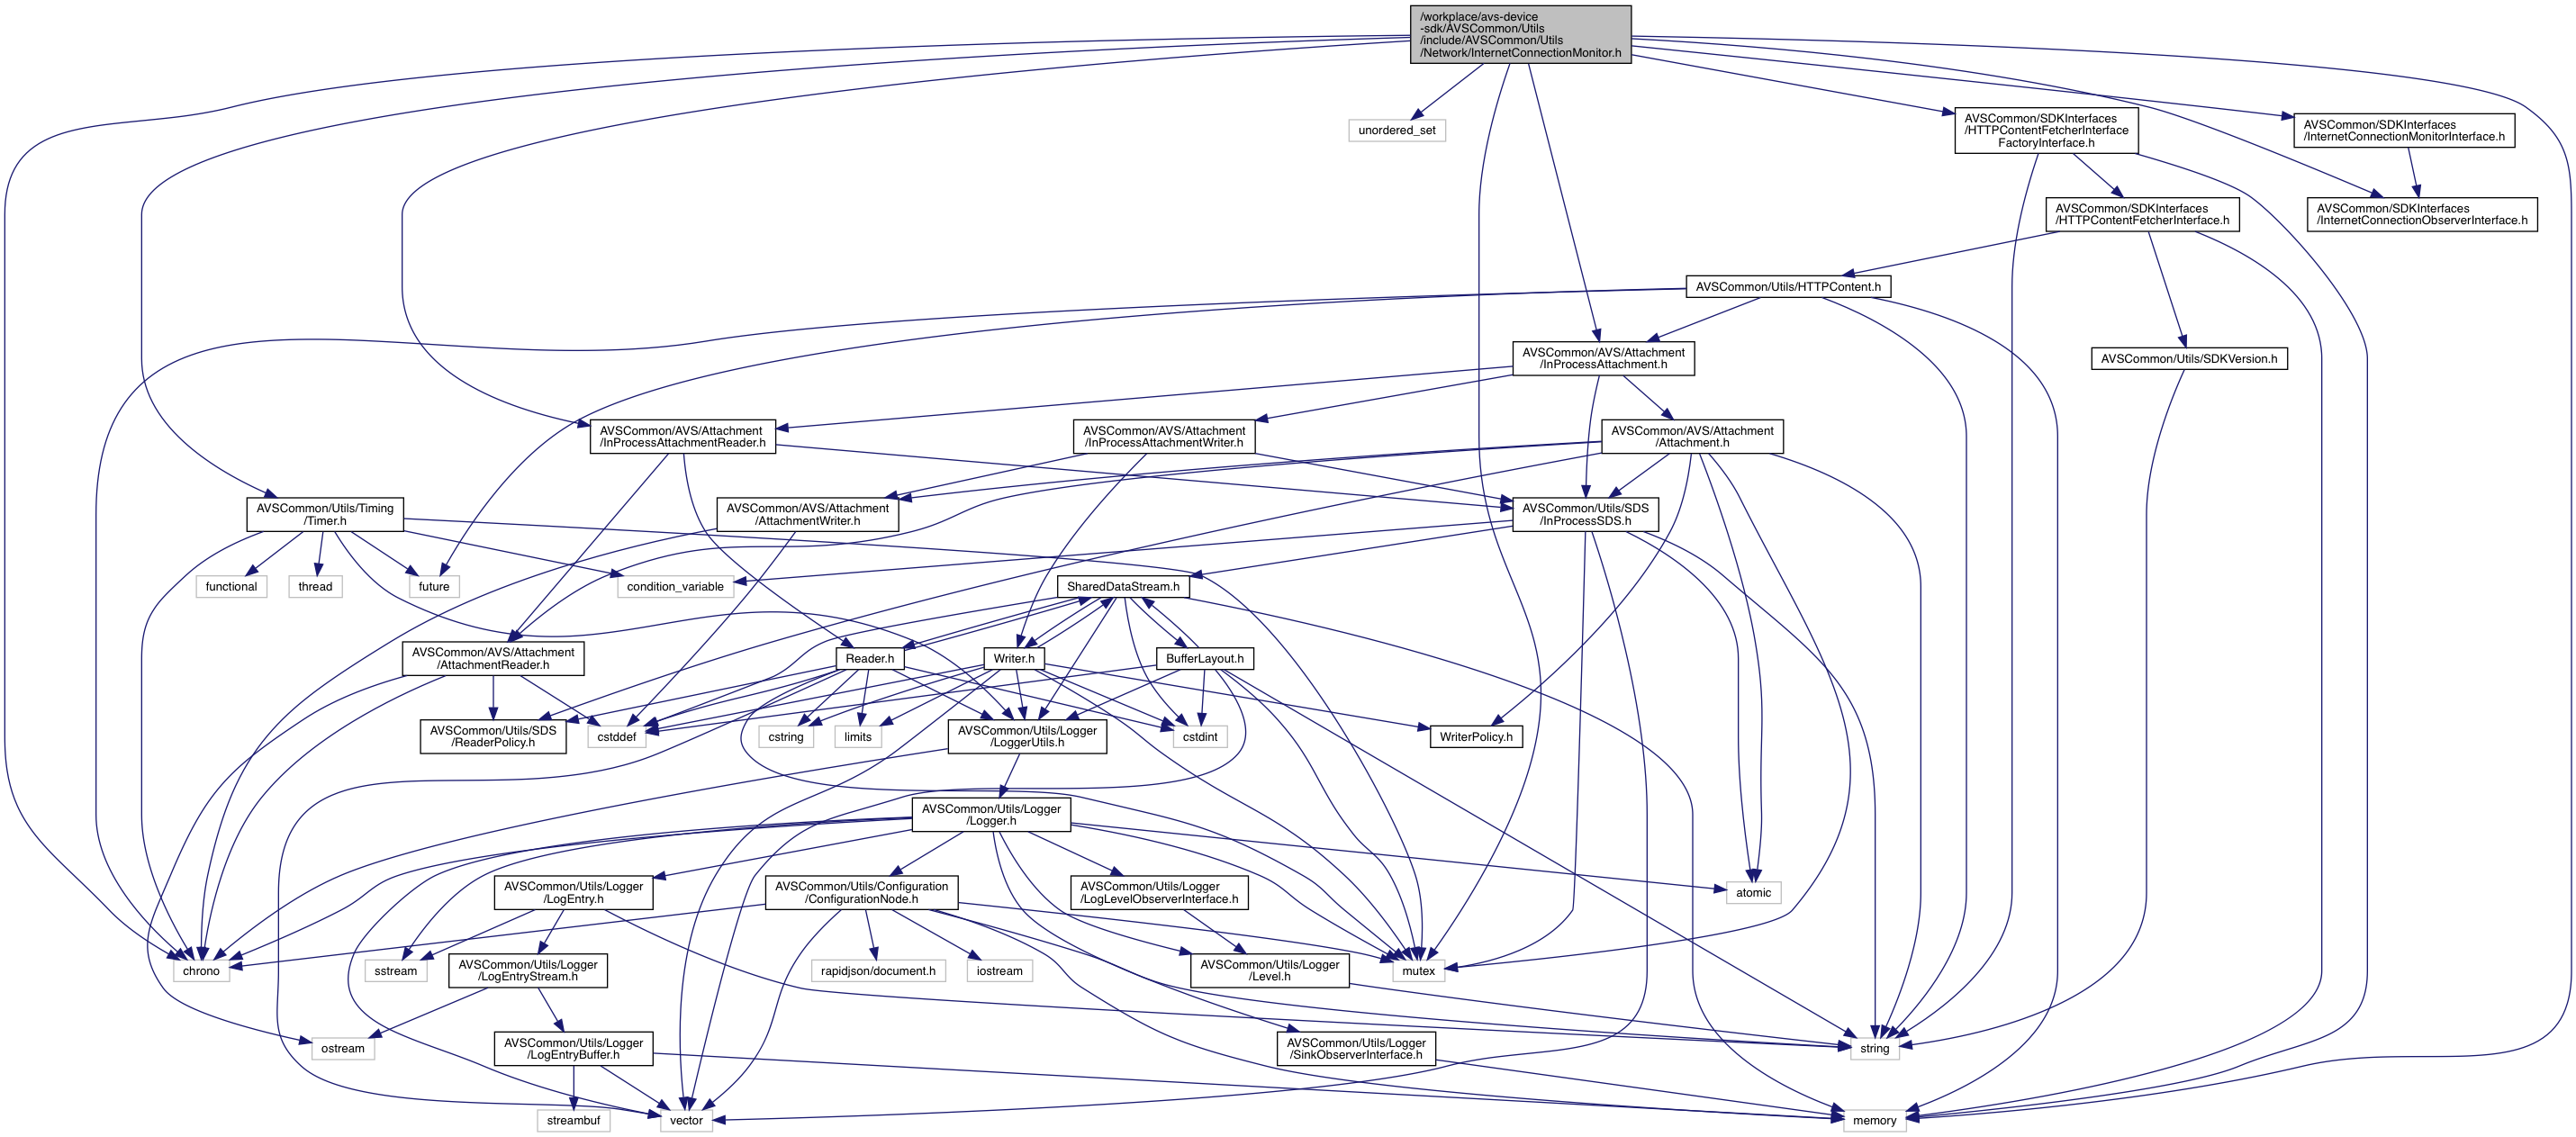 /workplace/avs-device
-sdk/AVSCommon/Utils
/include/AVSCommon/Utils
/Network/InternetConnectionMonitor.h
unordered_set
AVSCommon/SDKInterfaces
/HTTPContentFetcherInterface
FactoryInterface.h
AVSCommon/SDKInterfaces
/InternetConnectionMonitorInterface.h
AVSCommon/SDKInterfaces
/HTTPContentFetcherInterface.h
AVSCommon/SDKInterfaces
/InternetConnectionObserverInterface.h
AVSCommon/Utils/HTTPContent.h
AVSCommon/AVS/Attachment
/InProcessAttachment.h
AVSCommon/Utils/SDKVersion.h
AVSCommon/AVS/Attachment
/InProcessAttachmentReader.h
AVSCommon/AVS/Attachment
/InProcessAttachmentWriter.h
AVSCommon/AVS/Attachment
/Attachment.h
AVSCommon/Utils/Timing
/Timer.h
AVSCommon/AVS/Attachment
/AttachmentWriter.h
AVSCommon/Utils/SDS
/InProcessSDS.h
functional
thread
future
condition_variable
SharedDataStream.h
AVSCommon/AVS/Attachment
/AttachmentReader.h
Reader.h
Writer.h
BufferLayout.h
AVSCommon/Utils/SDS
/ReaderPolicy.h
cstddef
cstring
limits
AVSCommon/Utils/Logger
/LoggerUtils.h
cstdint
WriterPolicy.h
AVSCommon/Utils/Logger
/Logger.h
AVSCommon/Utils/Logger
/LogEntry.h
AVSCommon/Utils/Configuration
/ConfigurationNode.h
AVSCommon/Utils/Logger
/LogLevelObserverInterface.h
atomic
chrono
sstream
AVSCommon/Utils/Logger
/LogEntryStream.h
rapidjson/document.h
iostream
AVSCommon/Utils/Logger
/Level.h
mutex
ostream
AVSCommon/Utils/Logger
/LogEntryBuffer.h
AVSCommon/Utils/Logger
/SinkObserverInterface.h
string
streambuf
vector
memory